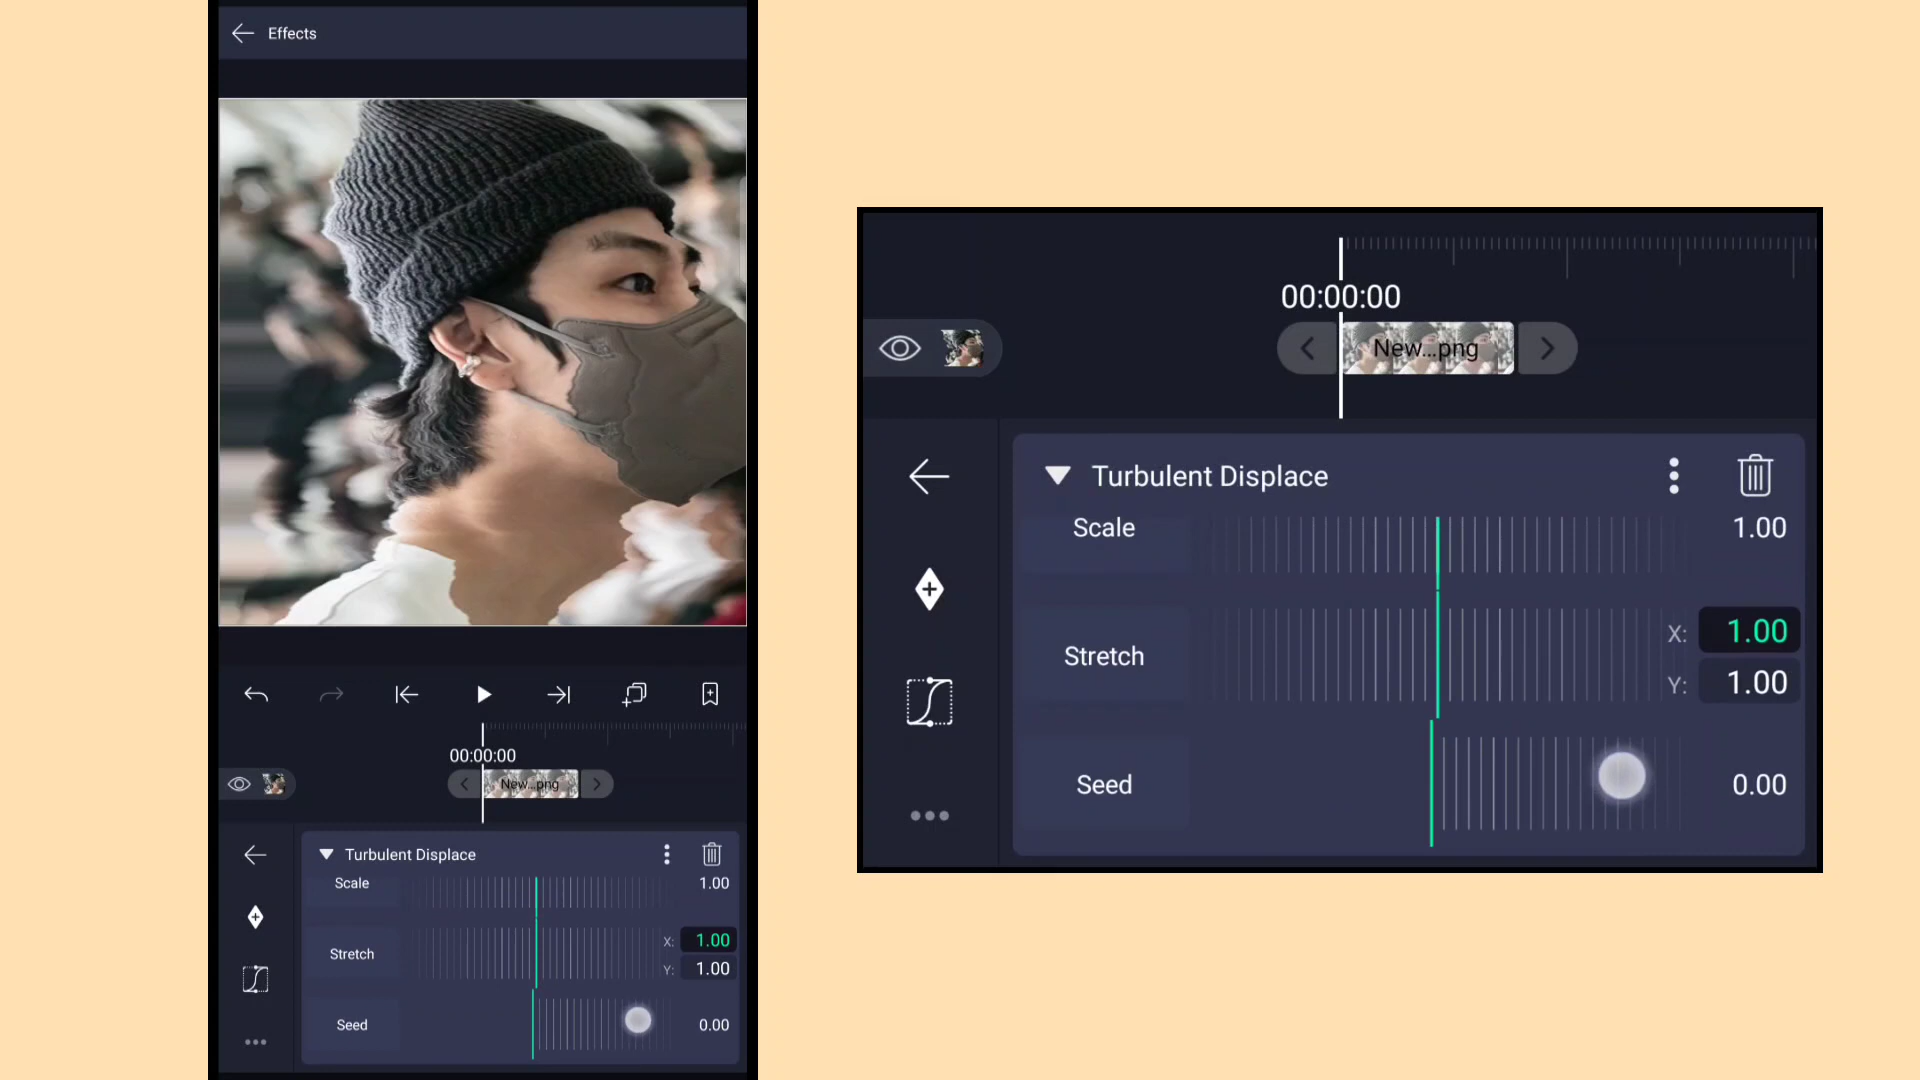 Effects
00:00:00
New...png
Turbulent Displace
Scale
1.00
Stretch
X: 1.00
Y: 1.00
Seed
0.00
00:00:00
New...png
Turbulent Displace
Scale
1.00
Stretch
X: 1.00
Y: 1.00
Seed
0.00